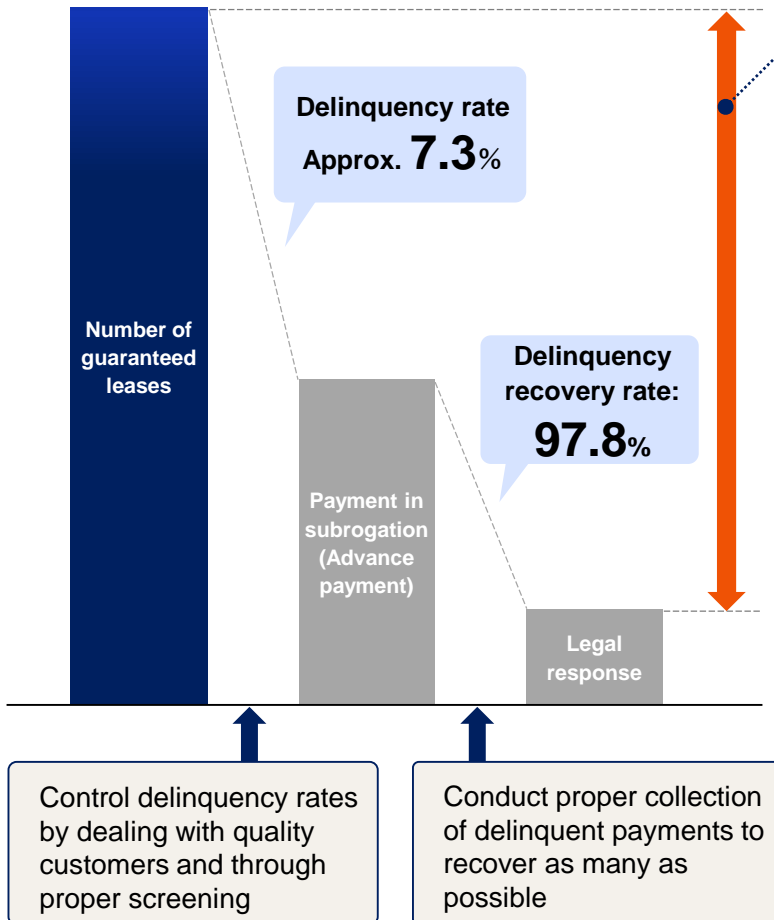 Delinquency rate
Approx. 7.3%
Number of
guaranteed
leases
Delinquency
recovery rate:
97.8%
Payment in
subrogation
(Advance
payment)
Legal
response
Control delinquency rates
by dealing with quality
customers and through
proper screening
Conduct proper collection
of delinquent payments to
recover as many as
possible